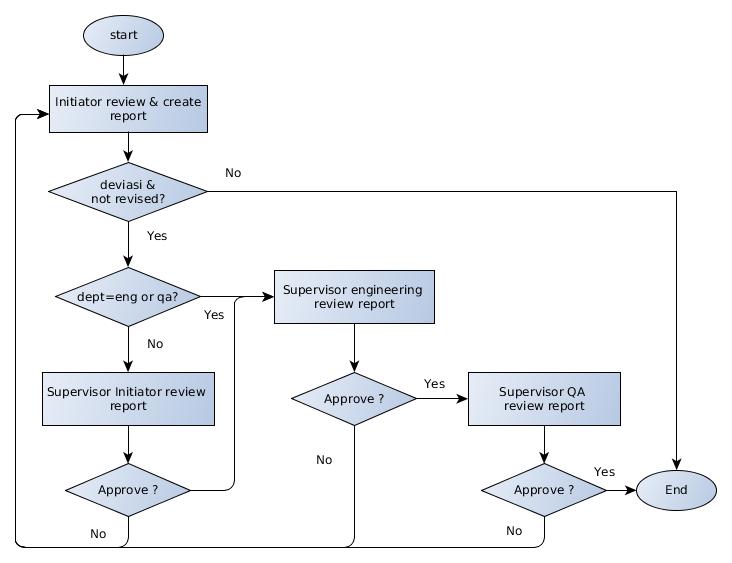 start
Initiator review & create
report
No
deviasi &
not revised?
Yes
dept=eng or qa?
Yes
Supervisor engineering
review report
No
Supervisor Initiator review
report
Approve ?
Yes
Supervisor QA
review report
No
Approve ?
Approve ?
Yes
End
No
No